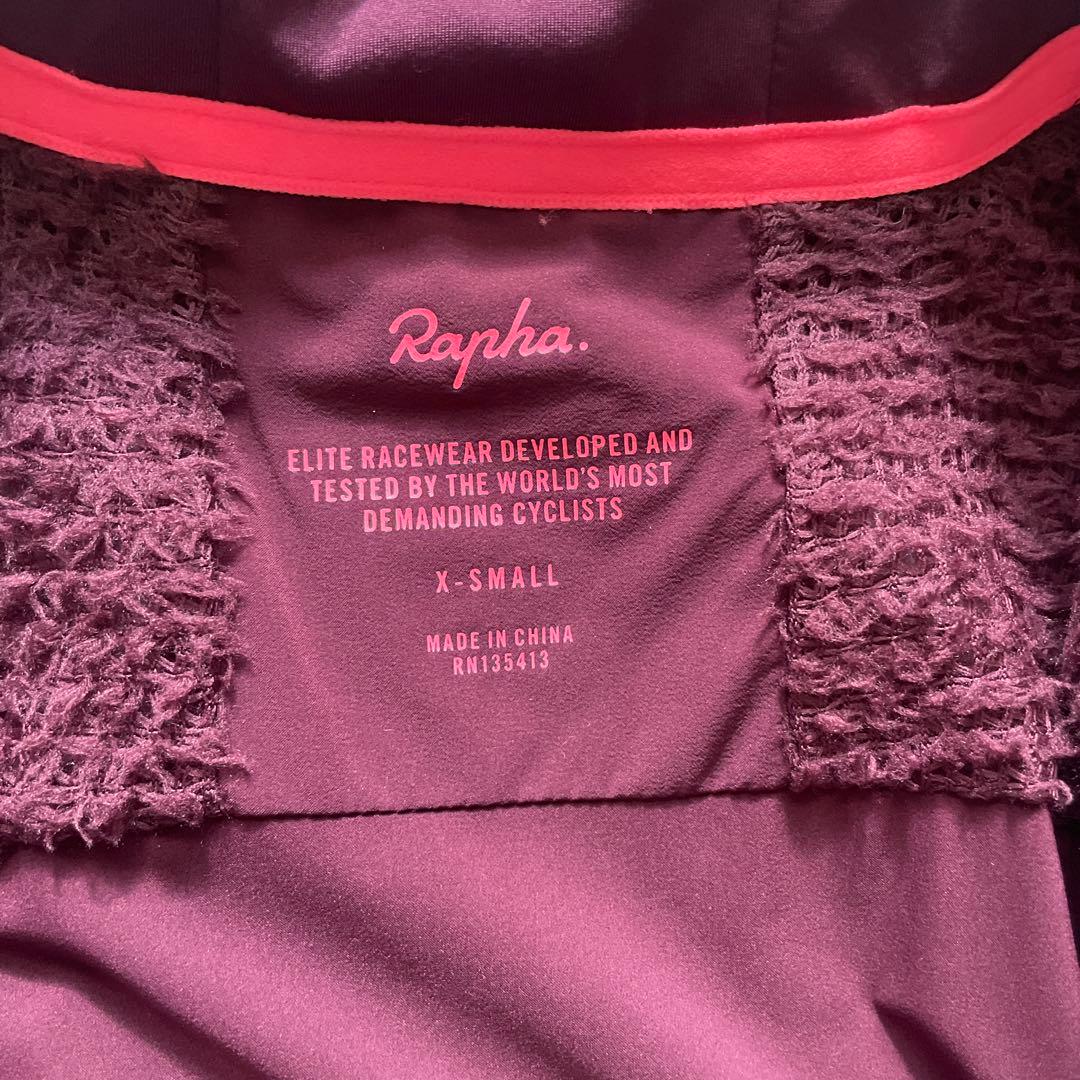 Rapha.
ELITE RACEWEAR DEVELOPED AND
TESTED BY THE WORLD'S MOST
DEMANDING CYCLISTS
X-SMALL
MADE IN CHINA
RN135413